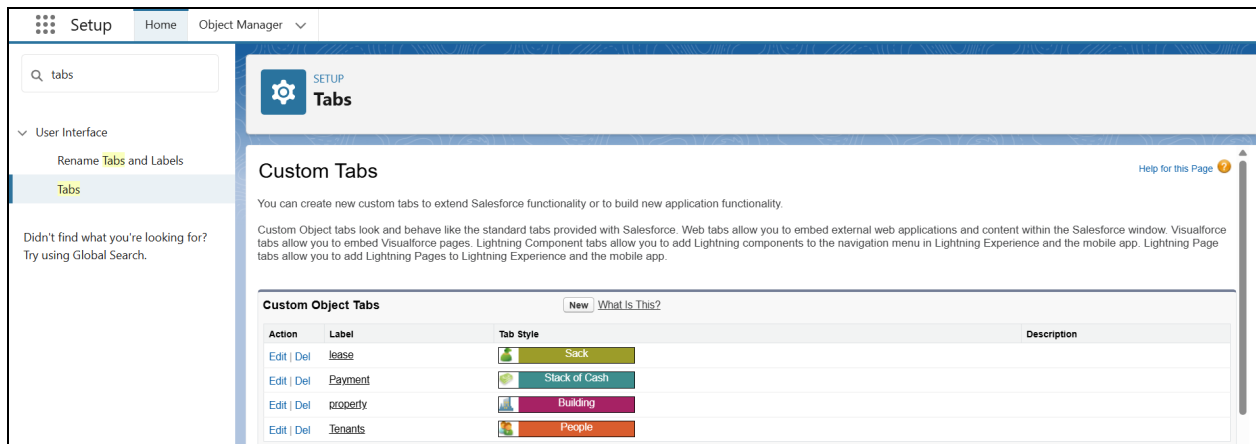 Setup Home Object Manager
tabs
User Interface
Rename Tabs and Labels
Tabs
Didn't find what you're looking for?
Try using Global Search.
SETUP
Tabs
Custom Tabs
Help for this Page
You can create new custom tabs to extend Salesforce functionality or to build new application functionality.
Custom Object tabs look and behave like the standard tabs provided with Salesforce. Web tabs allow you to embed external web applications and content within the Salesforce window. Visualforce
tabs allow you to embed Visualforce pages. Lightning Component tabs allow you to add Lightning components to the navigation menu in Lightning Experience and the mobile app. Lightning Page
tabs allow you to add Lightning Pages to Lightning Experience and the mobile app.
Custom Object Tabs New What Is This?
Action Label Tab Style Description
Edit | Del lease Sack
Edit | Del Payment Stack of Cash
Edit | Del property Building
Edit | Del Tenants People